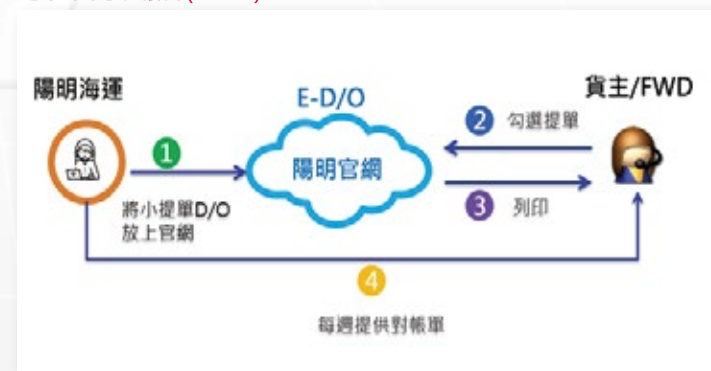 陽明海運
E-D/O
貨主/FWD
1
陽明官網
2 勾選提單
將小提單D/O
放上官網
3 列印
4
每週提供對帳單